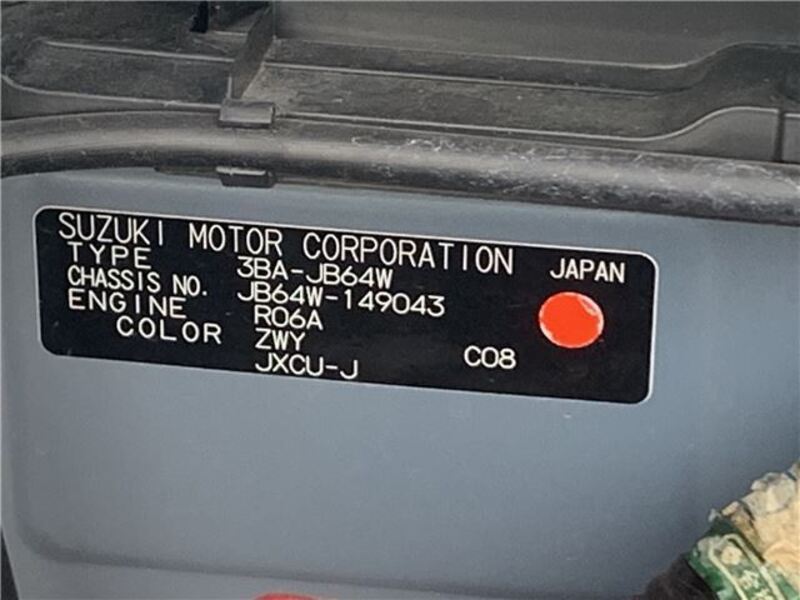 SUZUKI MOTOR CORPORATION JAPAN
TYPE 3BA-JB64W
CHASSIS NO. JB64W-149043
ENGINE R06A
COLOR ZWY
JXCU-J C08